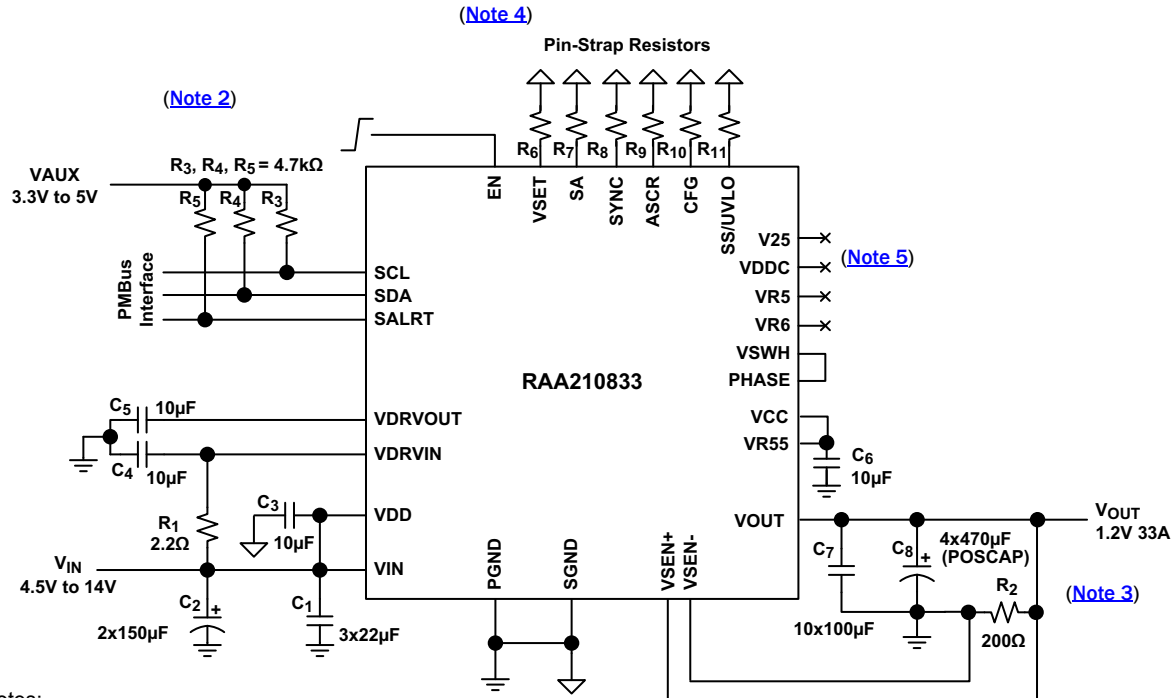 (Note 4)
Pin-Strap Resistors
(Note 2)
R3, R4, R5 = 4.7kΩ
VAUX
3.3V to 5V
R5
R4
R3
R6
R7
R8
R9
R10
R11
EN
VSET
SA
SYNC
ASCR
CFG
SS/UVLO
PMBus
Interface
SCL
SDA
SALRT
V25
VDDC
(Note 5)
VR5
VR6
VSWH
PHASE
RAA210833
C5
10µF
VDRVOUT
C4
10µF
VDRVIN
VCC
VR55
C6
10µF
R1
2.2Ω
C3
10µF
VDD
VIN
VIN
4.5V to 14V
C2
+
2x150µF
C1
3x22µF
PGND
SGND
VSEN+
VSEN-
VOUT
VOUT
1.2V 33A
C7
10x100µF
C8
+
4x470µF
(POSCAP)
R2
200Ω
(Note 3)